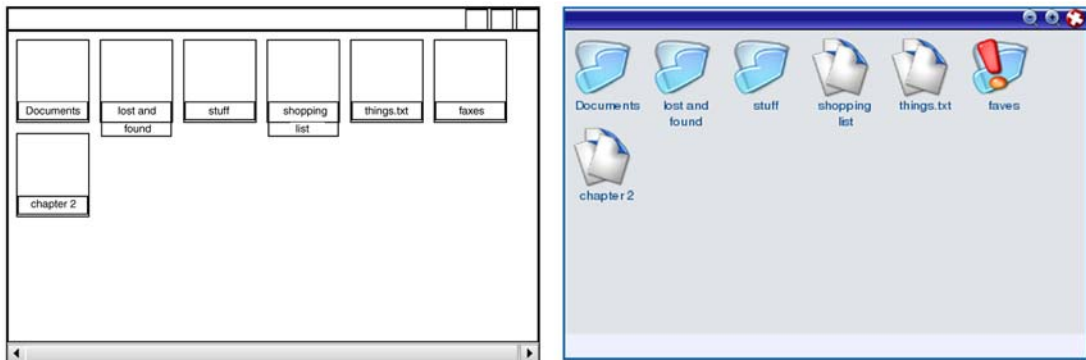 Documents
lost and
found
stuff
shopping
list
things.txt
faxes
chapter 2
Documents
lost and
found
stuff
shopping
list
things.txt
faves
chapter 2